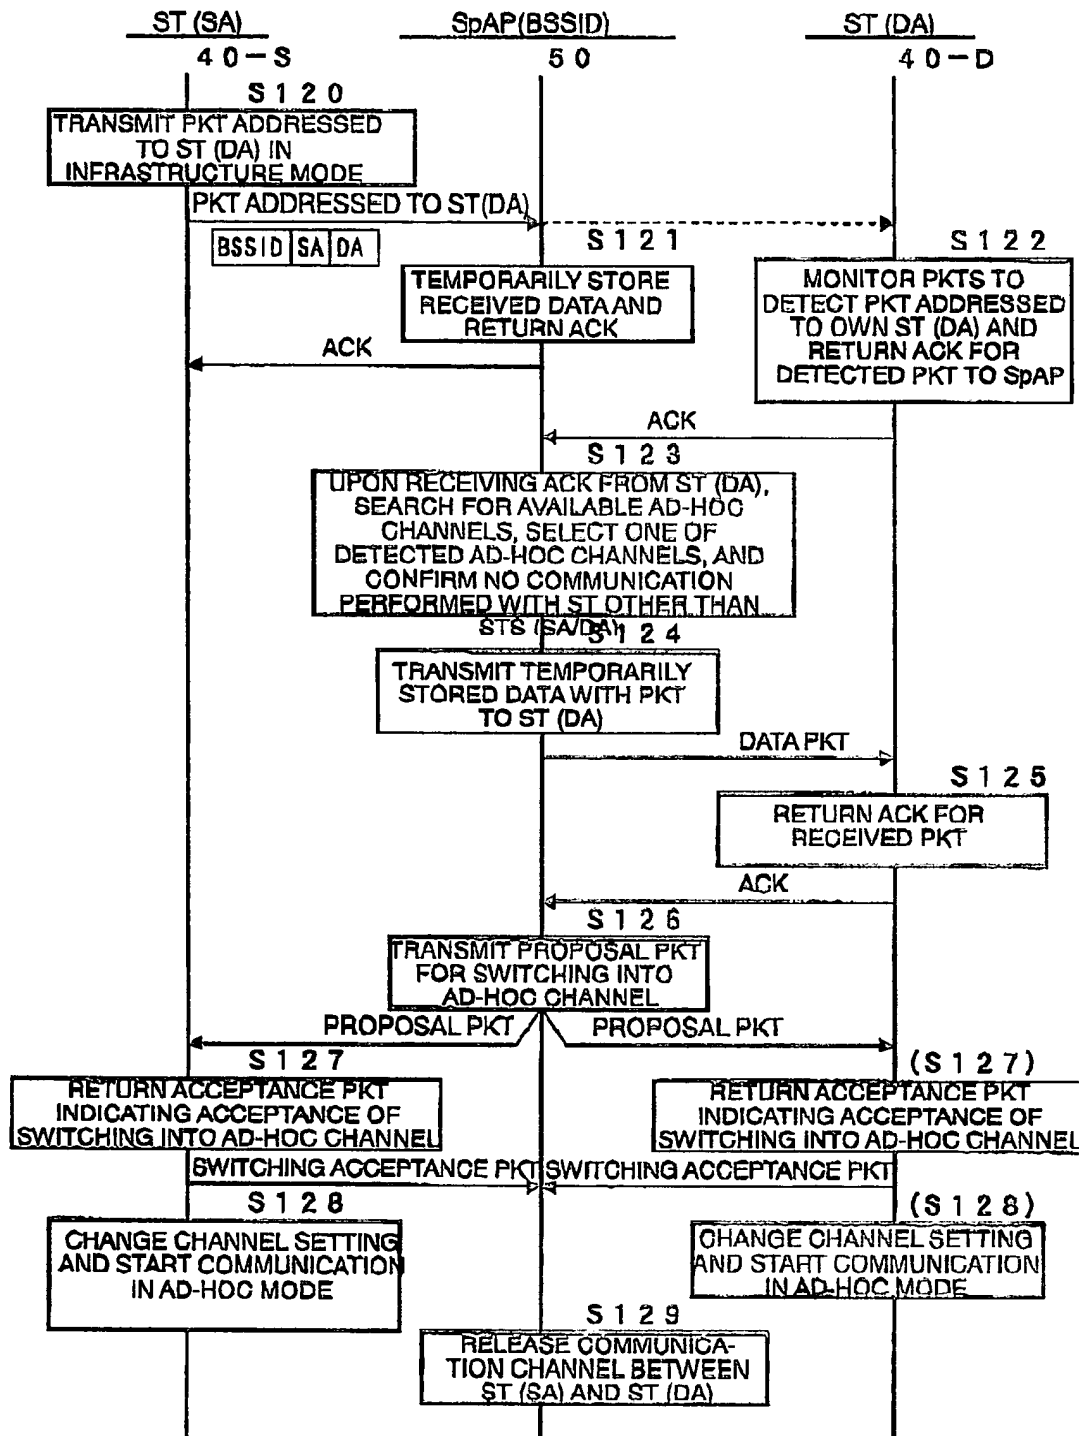 ST (SA)
SpAP(BSSID)
ST (DA)
40-S
50
40-D
S120
TRANSMIT PKT ADDRESSED
TO ST (DA) IN
INFRASTRUCTURE MODE
PKT ADDRESSED TO ST(DA)
BSSID SA DA
S121
TEMPORARILY STORE
RECEIVED DATA AND
RETURN ACK
S122
MONITOR PKTS TO
DETECT PKT ADDRESSED
TO OWN ST (DA) AND
RETURN ACK FOR
DETECTED PKT TO SpAP
ACK
ACK
S123
UPON RECEIVING ACK FROM ST (DA),
SEARCH FOR AVAILABLE AD-HOC
CHANNELS, SELECT ONE OF
DETECTED AD-HOC CHANNELS, AND
CONFIRM NO COMMUNICATION
PERFORMED WITH ST OTHER THAN
STS (SA/DA)
S124
TRANSMIT TEMPORARILY
STORED DATA WITH PKT
TO ST (DA)
DATA PKT
S125
RETURN ACK FOR
RECEIVED PKT
ACK
S126
TRANSMIT PROPOSAL PKT
FOR SWITCHING INTO
AD-HOC CHANNEL
PROPOSAL PKT
PROPOSAL PKT
S127
RETURN ACCEPTANCE PKT
INDICATING ACCEPTANCE OF
SWITCHING INTO AD-HOC CHANNEL
(S127)
RETURN ACCEPTANCE PKT
INDICATING ACCEPTANCE OF
SWITCHING INTO AD-HOC CHANNEL
SWITCHING ACCEPTANCE PKT
SWITCHING ACCEPTANCE PKT
S128
CHANGE CHANNEL SETTING
AND START COMMUNICATION
IN AD-HOC MODE
(S128)
CHANGE CHANNEL SETTING
AND START COMMUNICATION
IN AD-HOC MODE
S129
RELEASE COMMUNICA-
TION CHANNEL BETWEEN
ST (SA) AND ST (DA)